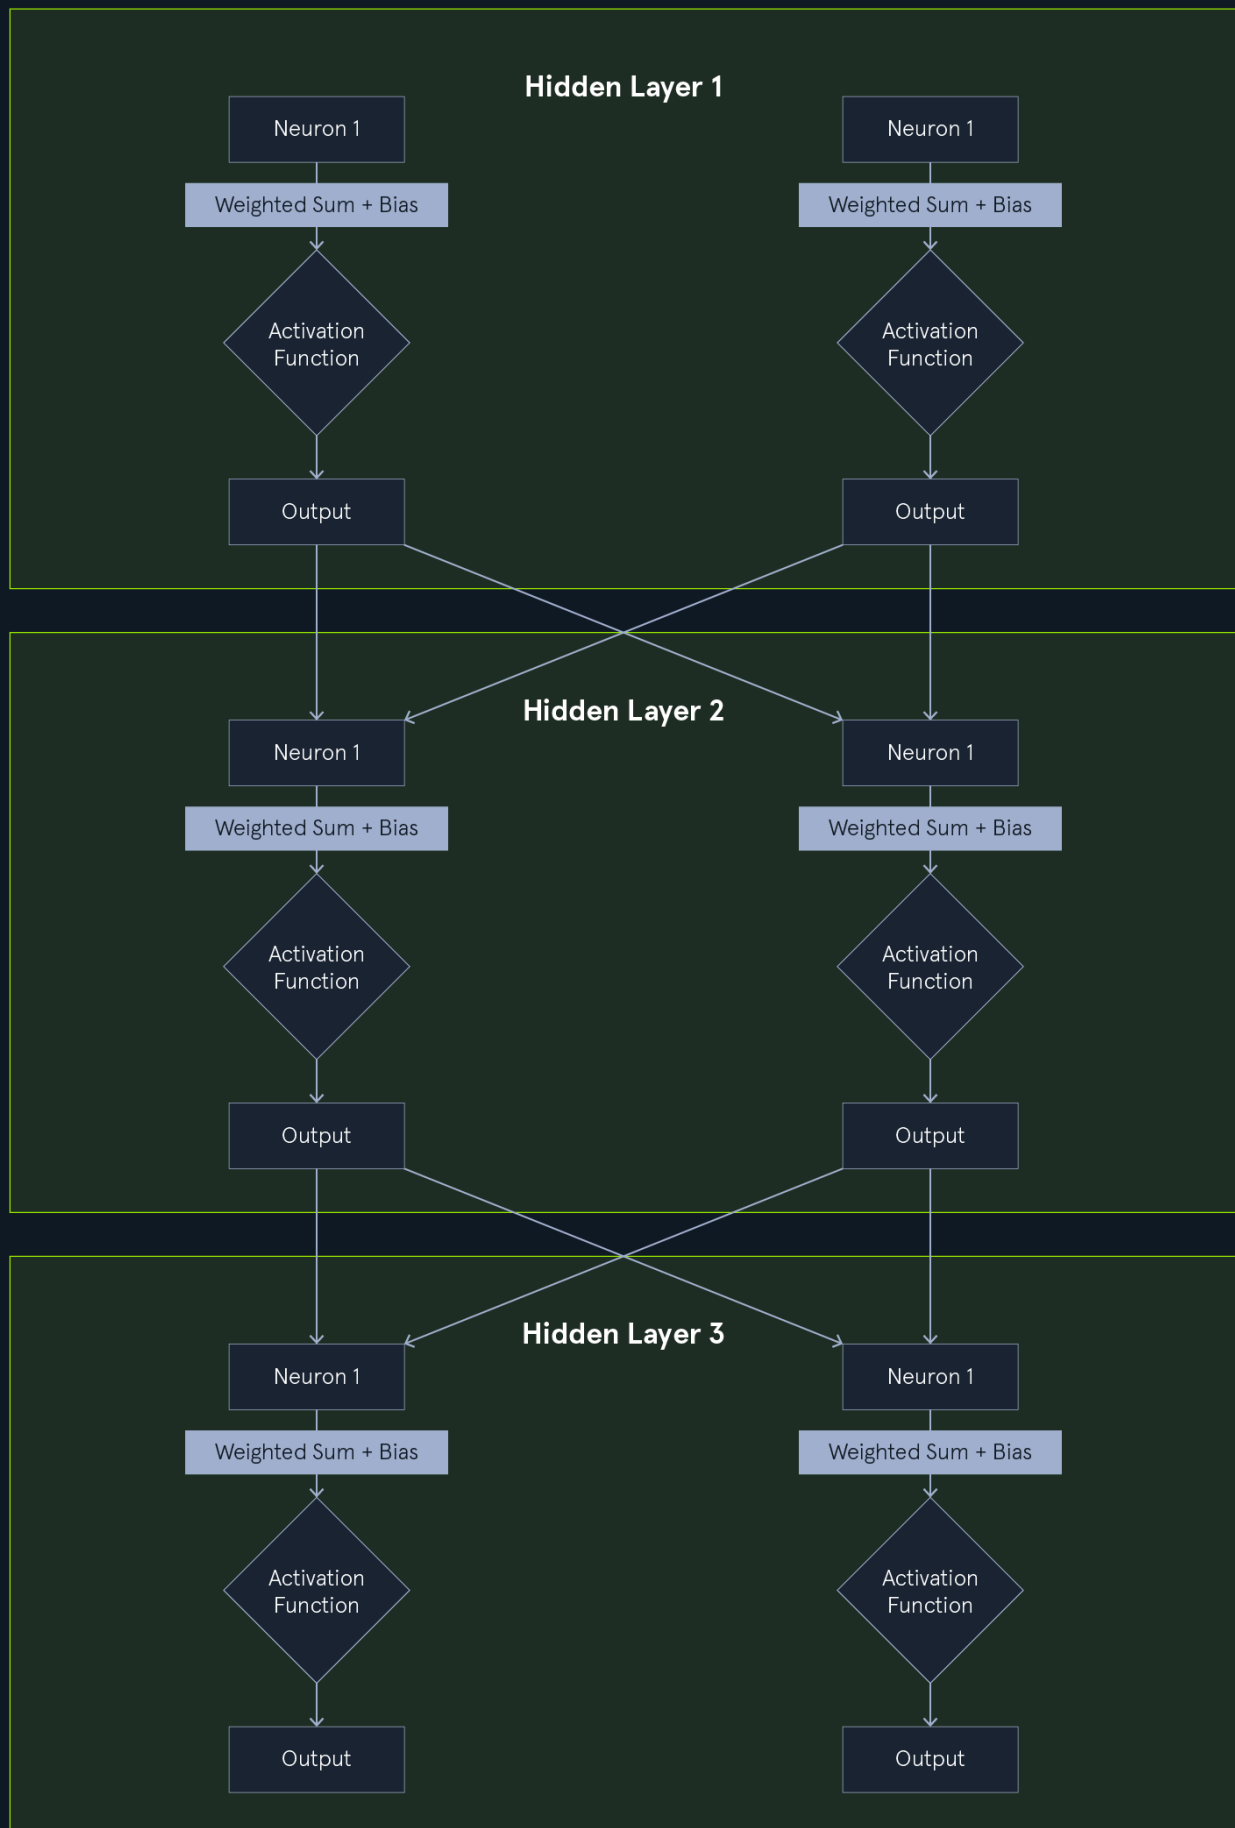 Hidden Layer 1
Neuron 1
Neuron 1
Weighted Sum + Bias
Weighted Sum + Bias
Activation
Function
Activation
Function
Output
Output
Hidden Layer 2
Neuron 1
Neuron 1
Weighted Sum + Bias
Weighted Sum + Bias
Activation
Function
Activation
Function
Output
Output
Hidden Layer 3
Neuron 1
Neuron 1
Weighted Sum + Bias
Weighted Sum + Bias
Activation
Function
Activation
Function
Output
Output